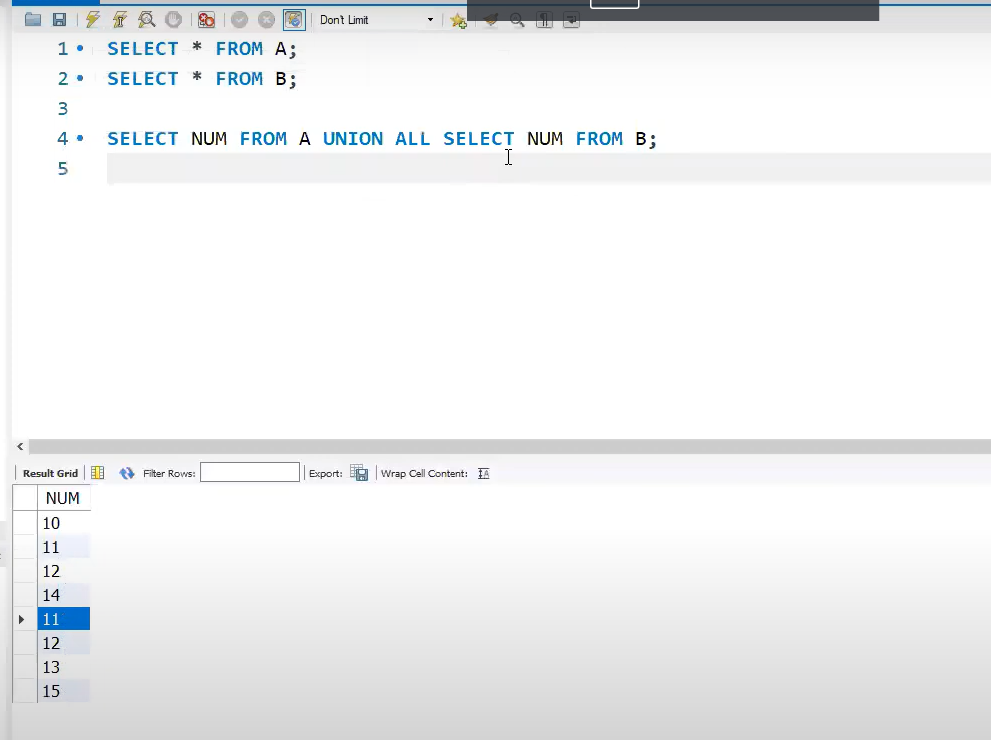 Don't Limit
1 SELECT * FROM A;
2 SELECT * FROM B;
3
4 SELECT NUM FROM A UNION ALL SELECT NUM FROM B;
5
Result Grid Filter Rows: Export: Wrap Cell Content:
NUM
10
11
12
14
11
12
13
15